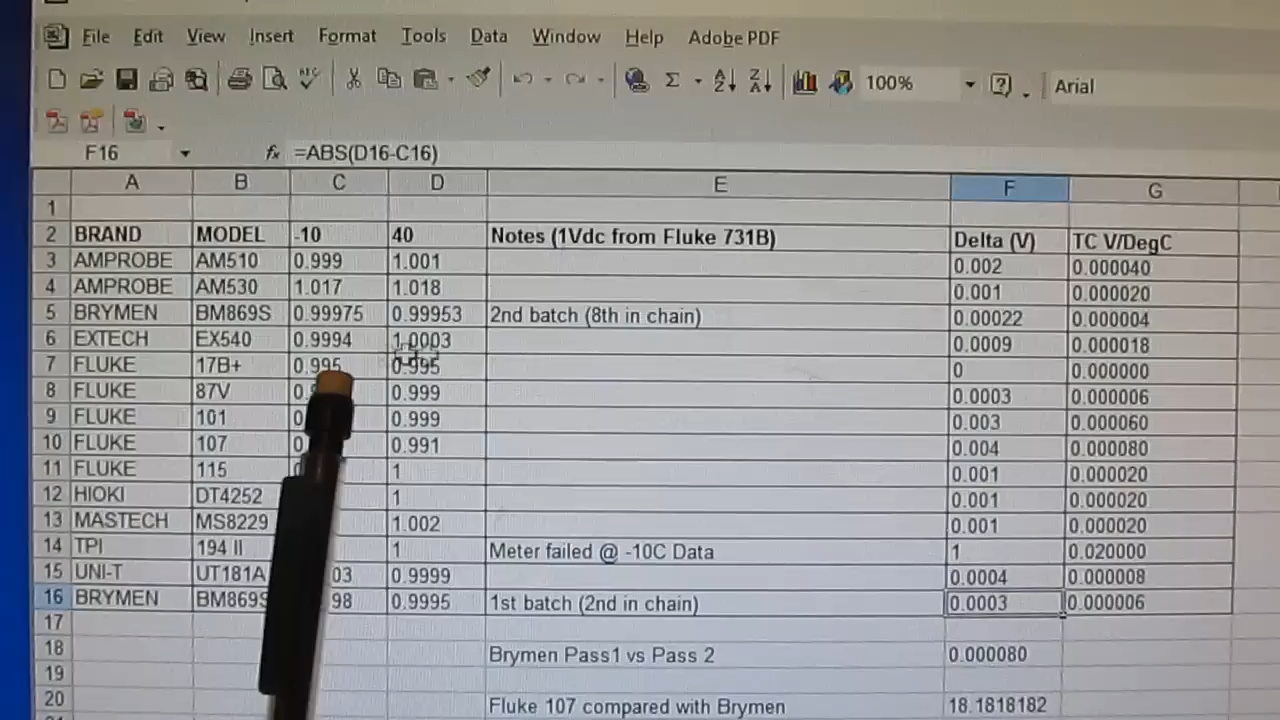 File Edit View Insert Format Tools Data Window Help Adobe PDF
100% Arial
F16 fx =ABS(D16-C16)
A B C D E F G
1
2 BRAND MODEL -10 40 Notes (1Vdc from Fluke 731B) Delta (V) TC V/DegC
3 AMPROBE AM510 0.999 1.001 0.002 0.000040
4 AMPROBE AM530 1.017 1.018 0.001 0.000020
5 BRYMEN BM869S 0.99975 0.99953 2nd batch (8th in chain) 0.00022 0.000004
6 EXTECH EX540 0.9994 1.0003 0.0009 0.000018
7 FLUKE 17B+ 0.995 0.995 0 0.000000
8 FLUKE 87V 0.999 0.0003 0.000006
9 FLUKE 101 0.999 0.003 0.000060
10 FLUKE 107 0.991 0.004 0.000080
11 FLUKE 115 1 0.001 0.000020
12 HIOKI DT4252 1 0.001 0.000020
13 MASTECH MS8229 1.002 0.001 0.000020
14 TPI 194 II 1 Meter failed @ -10C Data 1 0.020000
15 UNI-T UT181A 03 0.9999 0.0004 0.000008
16 BRYMEN BM869S 98 0.9995 1st batch (2nd in chain) 0.0003 0.000006
17
18 Brymen Pass1 vs Pass 2 0.000080
19
20 Fluke 107 compared with Brymen 18.1818182